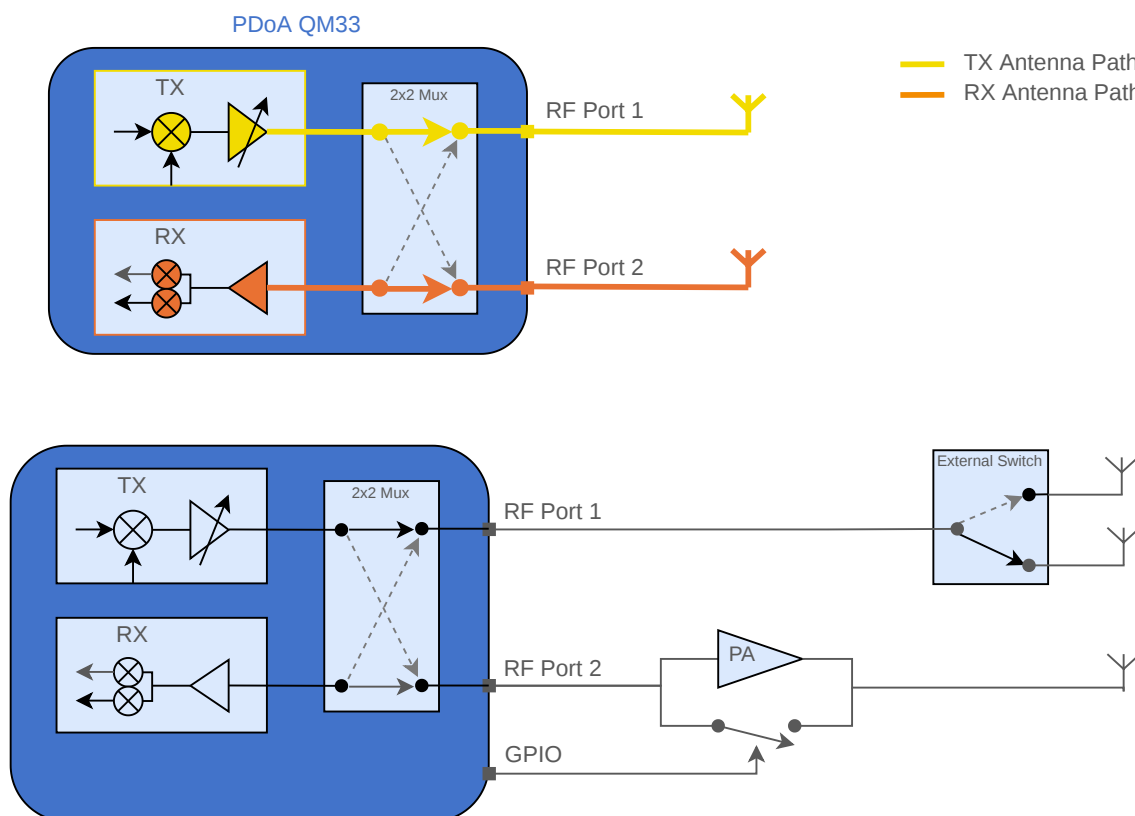 PDoA QM33
TX
2x2 Mux
RF Port 1
RX
RF Port 2
TX Antenna Path
RX Antenna Path
TX
2x2 Mux
RF Port 1
External Switch
RX
RF Port 2
PA
GPIO